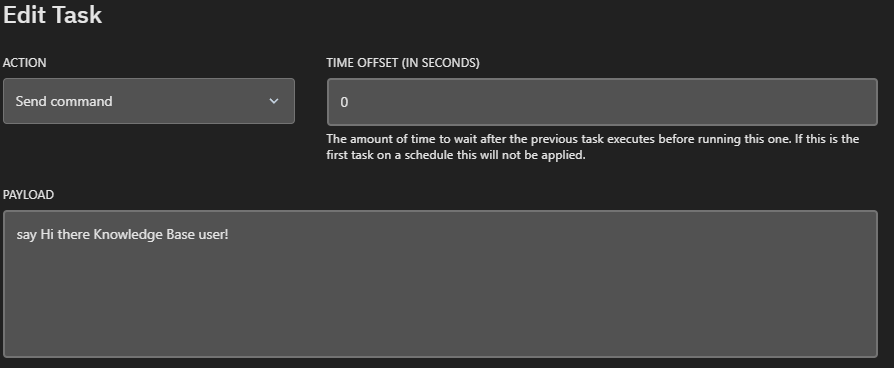 Edit Task
ACTION
TIME OFFSET (IN SECONDS)
Send command
0
The amount of time to wait after the previous task executes before running this one. If this is the
first task on a schedule this will not be applied.
PAYLOAD
say Hi there Knowledge Base user!